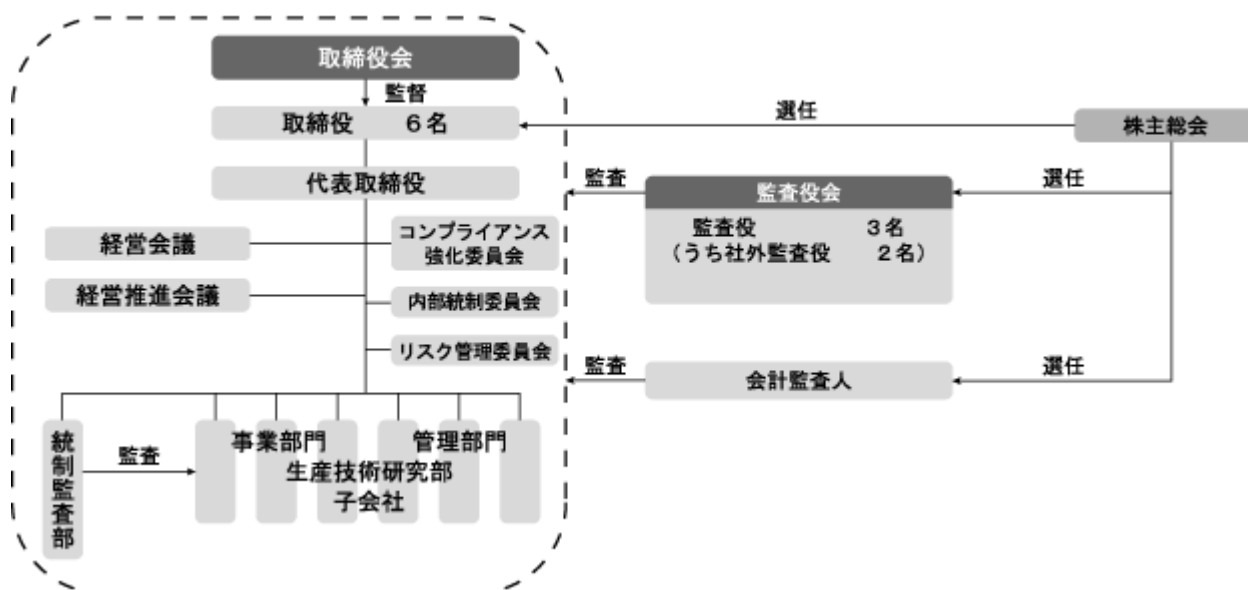 取締役会
監督
取締役 6名
選任
株主総会
代表取締役
監査
監査役会
選任
監査役 3名
(うち社外監査役 2名)
経営会議
コンプライアンス
強化委員会
経営推進会議
内部統制委員会
リスク管理委員会
監査
会計監査人
選任
統制監査部
監査
事業部門 管理部門
生産技術研究部
子会社